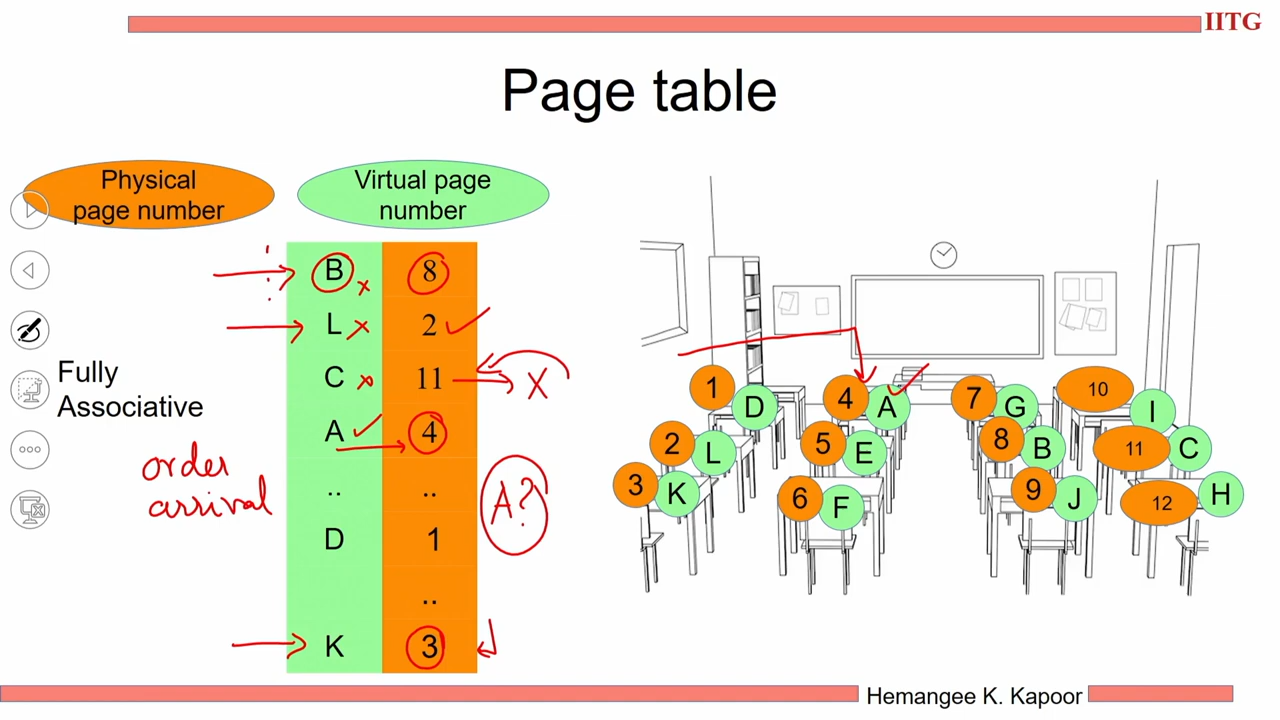 IITG
Page table
Physical
page number
Virtual page
number
B x 8
L x 2
C x 11 X
A 4
.. ..
D 1
..
K 3
A?
Fully
Associative
order
arrival
1 D
2 L
3 K
4 A
5 E
6 F
7 G
8 B
9 J
10 I
11 C
12 H
Hemangee K. Kapoor